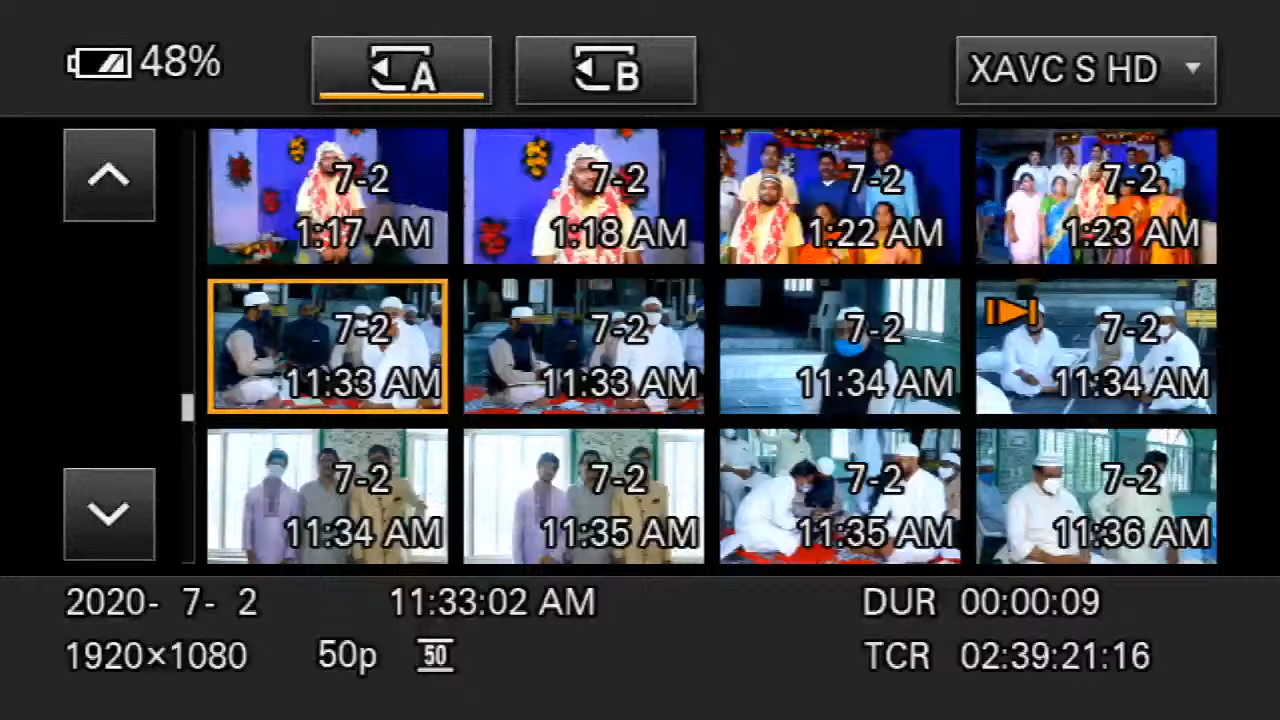 48%
A
B
XAVC S HD
7-2
1:17 AM
7-2
1:18 AM
7-2
1:22 AM
7-2
1:23 AM
7-2
11:33 AM
7-2
11:33 AM
7-2
11:34 AM
7-2
11:34 AM
7-2
11:34 AM
7-2
11:35 AM
7-2
11:35 AM
7-2
11:36 AM
2020- 7- 2 11:33:02 AM DUR 00:00:09
1920×1080 50p 50 TCR 02:39:21:16